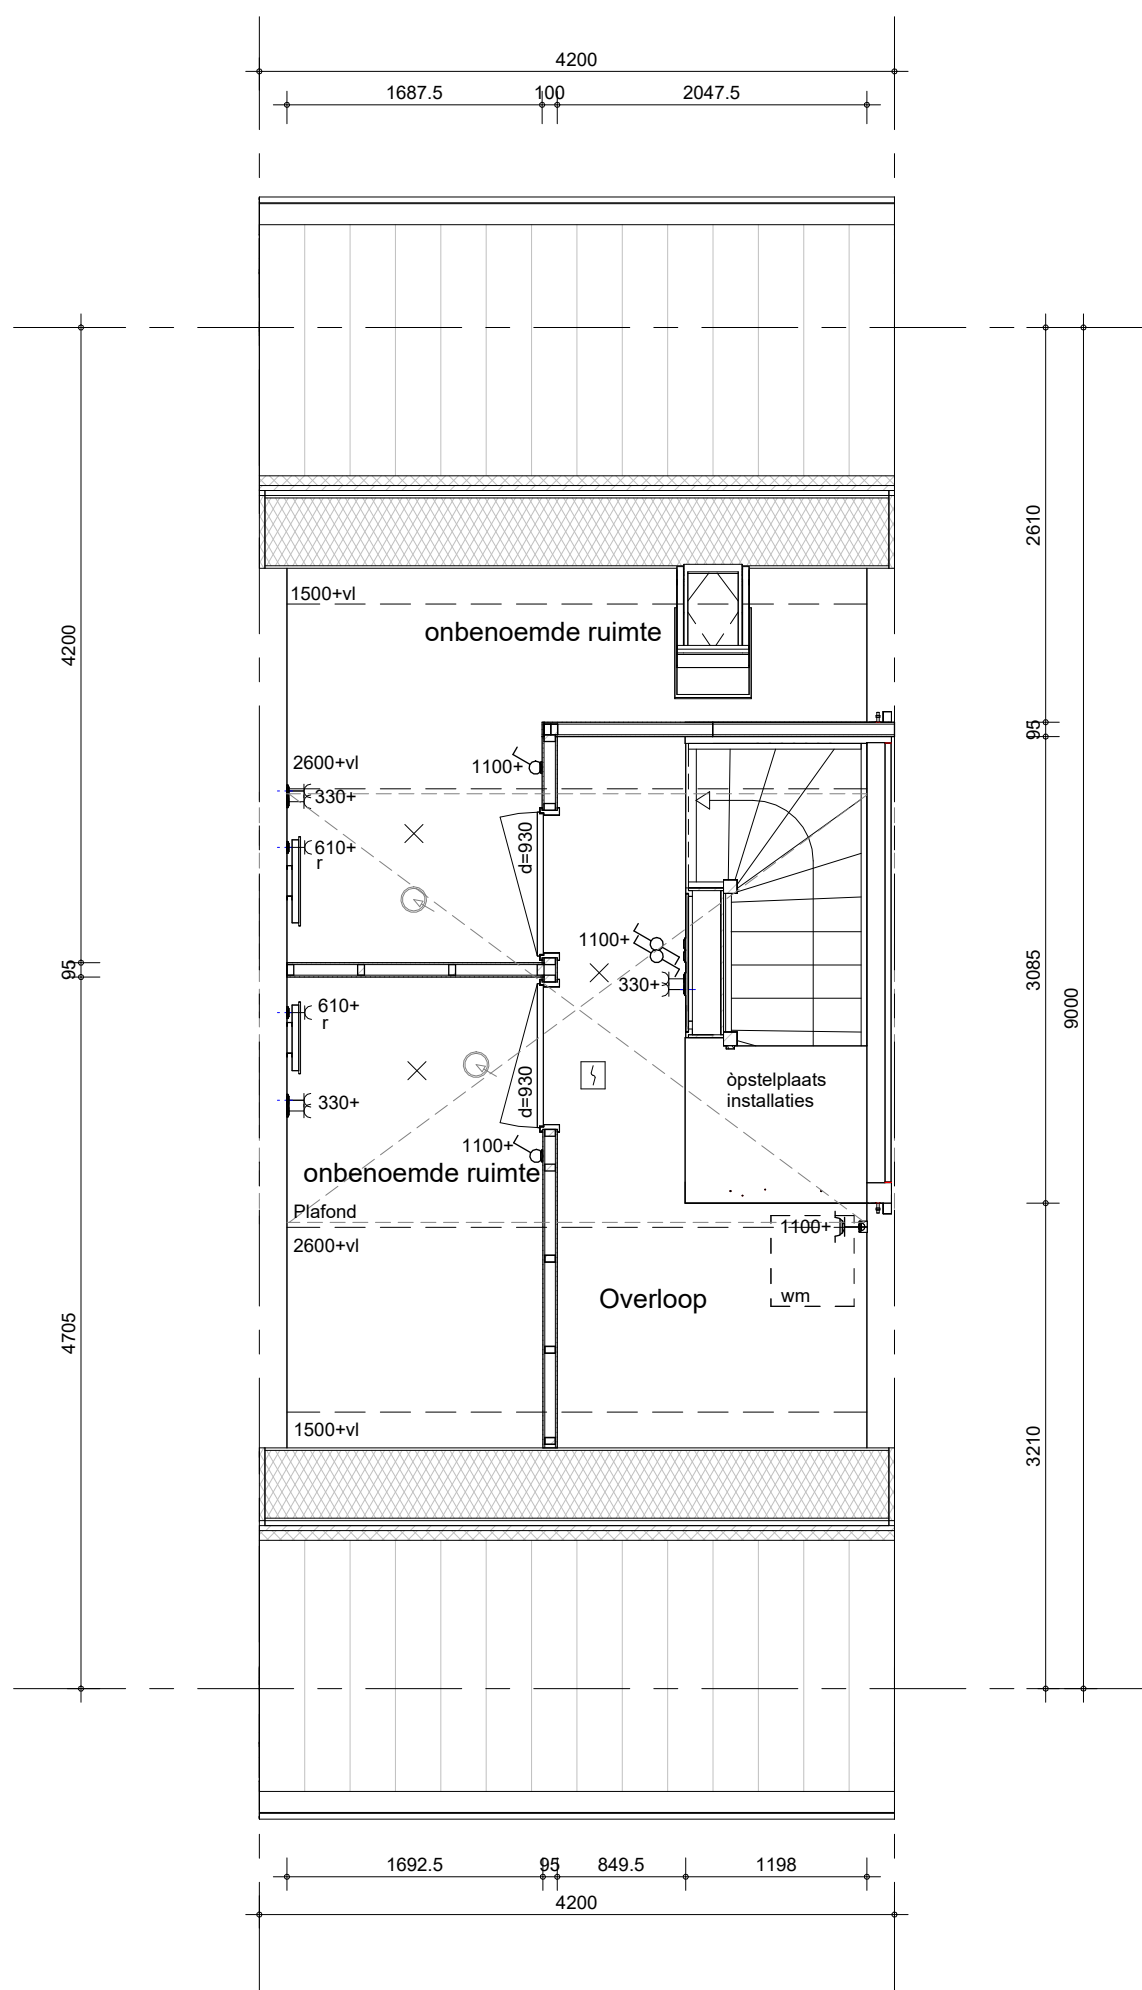 4200
1687.5
100
2047.5
2610
1500+vl
onbenoemde ruimte
4200
95
2600+vl
1100+
330+
610+
r
d=930
1100+
330+
95
3085
9000
610+
r
330+
d=930
òpstelplaats
installaties
1100+
onbenoemde ruimte
Plafond
2600+vl
1100+
wm
Overloop
4705
1500+vl
3210
1692.5
95
849.5
1198
4200